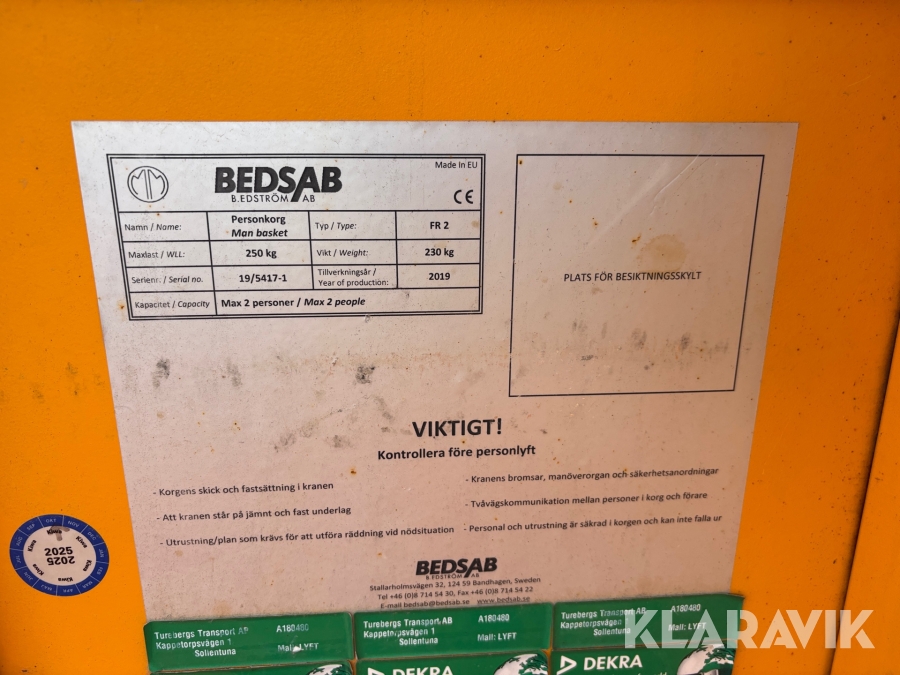 BEDSAB
B.EDSTRÖM AB
Made In EU
CE
Namn / Name: Personkorg Man basket Typ / Type: FR 2
Maxlast / WLL: 250 kg Vikt / Weight: 230 kg
Serienr. / Serial no. 19/5417-1 Tillverkningsår / Year of production: 2019
Kapacitet / Capacity Max 2 personer / Max 2 people
PLATS FÖR BESIKTNINGSSKYLT
VIKTIGT!
Kontrollera före personlyft
- Korgens skick och fastsättning i kranen
- Att kranen står på jämnt och fast underlag
- Utrustning/plan som krävs för att utföra räddning vid nödsituation
- Kranens bromsar, manöverorgan och säkerhetsanordningar
- Tvåvägskommunikation mellan personer i korg och förare
- Personal och utrustning är säkrad i korgen och kan inte falla ur
BEDSAB
B.EDSTRÖM AB
Stallarholmsvägen 32, 124 59 Bandhagen, Sweden
Tel +46 (0)8 714 54 30, Fax +46 (0)8 714 54 22
E-mail bedsab@bedsab.se www.bedsab.se
2025
2025
Kiwa
Kiwa
Kiwa
Kiwa
Turebergs Transport AB A180480
Kappetorpsvägen 1
Sollentuna Mall: LYFT
Turebergs Transport AB A180480
Kappetorpsvägen 1
Sollentuna Mall: LYFT
Turebergs Transport AB A180480
Kappetorpsvägen 1
Sollentuna Mall: LYFT
DEKRA
DEKRA
KLARAVIK